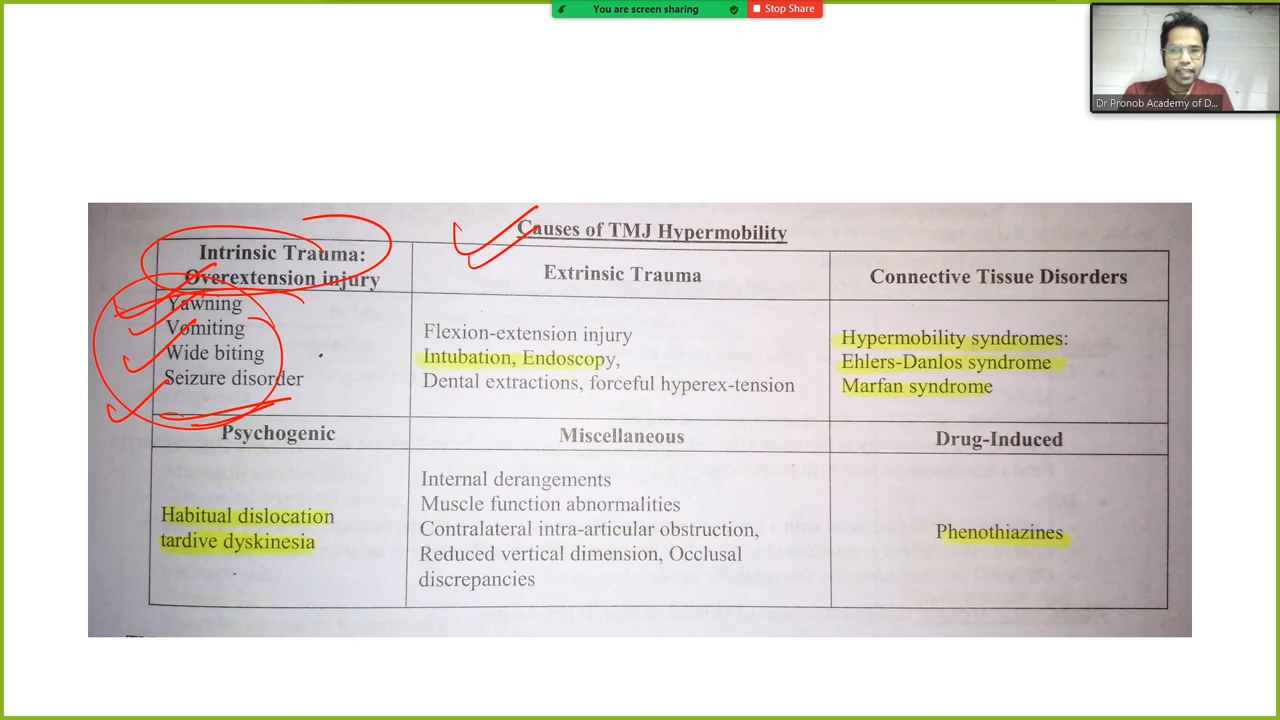 You are screen sharing
Stop Share
Dr Pronob Academy of D...
Causes of TMJ Hypermobility
Intrinsic Trauma:
Overextension injury
Extrinsic Trauma
Connective Tissue Disorders
Yawning
Vomiting
Wide biting
Seizure disorder
Flexion-extension injury
Intubation, Endoscopy,
Dental extractions, forceful hyperex-tension
Hypermobility syndromes:
Ehlers-Danlos syndrome
Marfan syndrome
Psychogenic
Miscellaneous
Drug-Induced
Habitual dislocation
tardive dyskinesia
Internal derangements
Muscle function abnormalities
Contralateral intra-articular obstruction,
Reduced vertical dimension, Occlusal
discrepancies
Phenothiazines